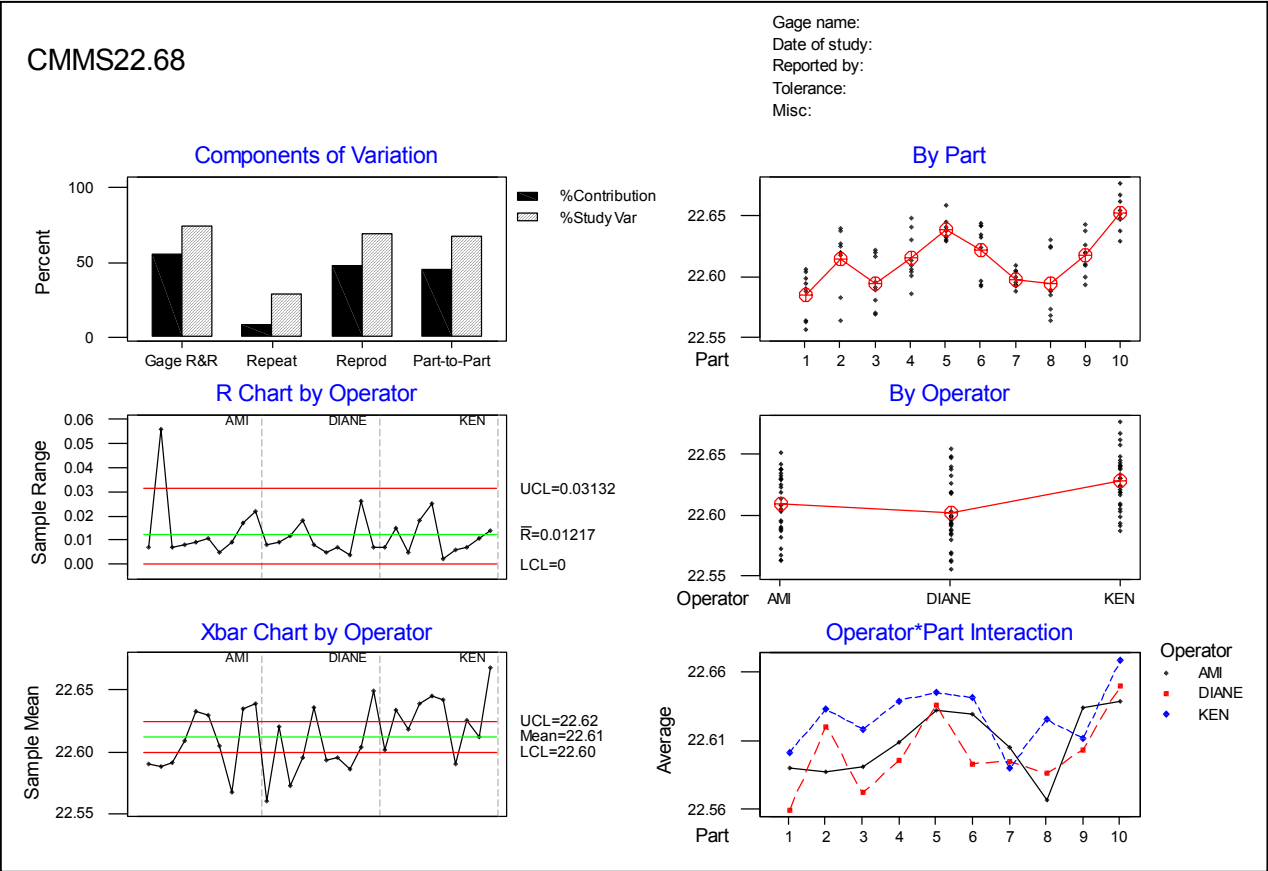 CMMS22.68
Gage name:
Date of study:
Reported by:
Tolerance:
Misc:
Components of Variation
100
50
0
Percent
Gage R&R Repeat Reprod Part-to-Part
%Contribution
%Study Var
By Part
22.65
22.60
22.55
Part 1 2 3 4 5 6 7 8 9 10
R Chart by Operator
AMI DIANE KEN
0.06
0.05
0.04
0.03
0.02
0.01
0.00
Sample Range
UCL=0.03132
R=0.01217
LCL=0
By Operator
22.65
22.60
22.55
Operator AMI DIANE KEN
Xbar Chart by Operator
AMI DIANE KEN
22.65
22.60
22.55
Sample Mean
UCL=22.62
Mean=22.61
LCL=22.60
Operator*Part Interaction
22.66
22.61
22.56
Average
Part 1 2 3 4 5 6 7 8 9 10
Operator
AMI
DIANE
KEN